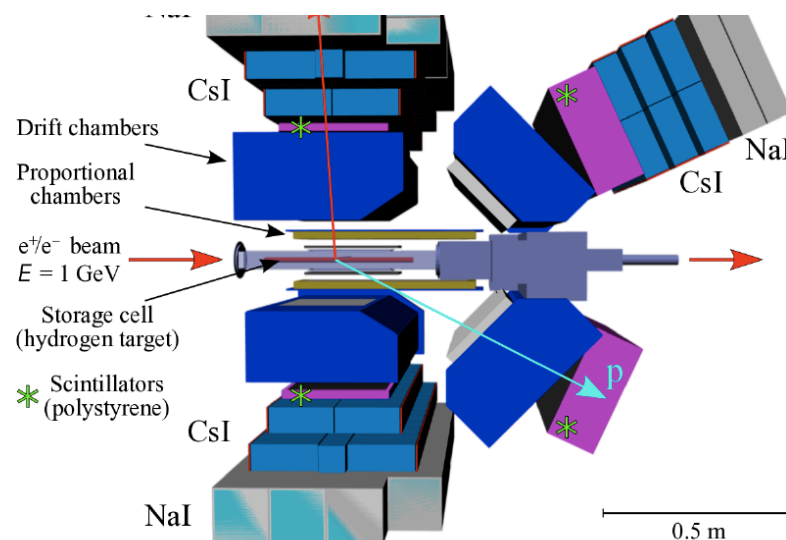 NaI
CsI
Drift chambers
Proportional
chambers
e⁺/e⁻ beam
E = 1 GeV
Storage cell
(hydrogen target)
Scintillators
(polystyrene)
CsI
NaI
NaI
CsI
p
0.5 m